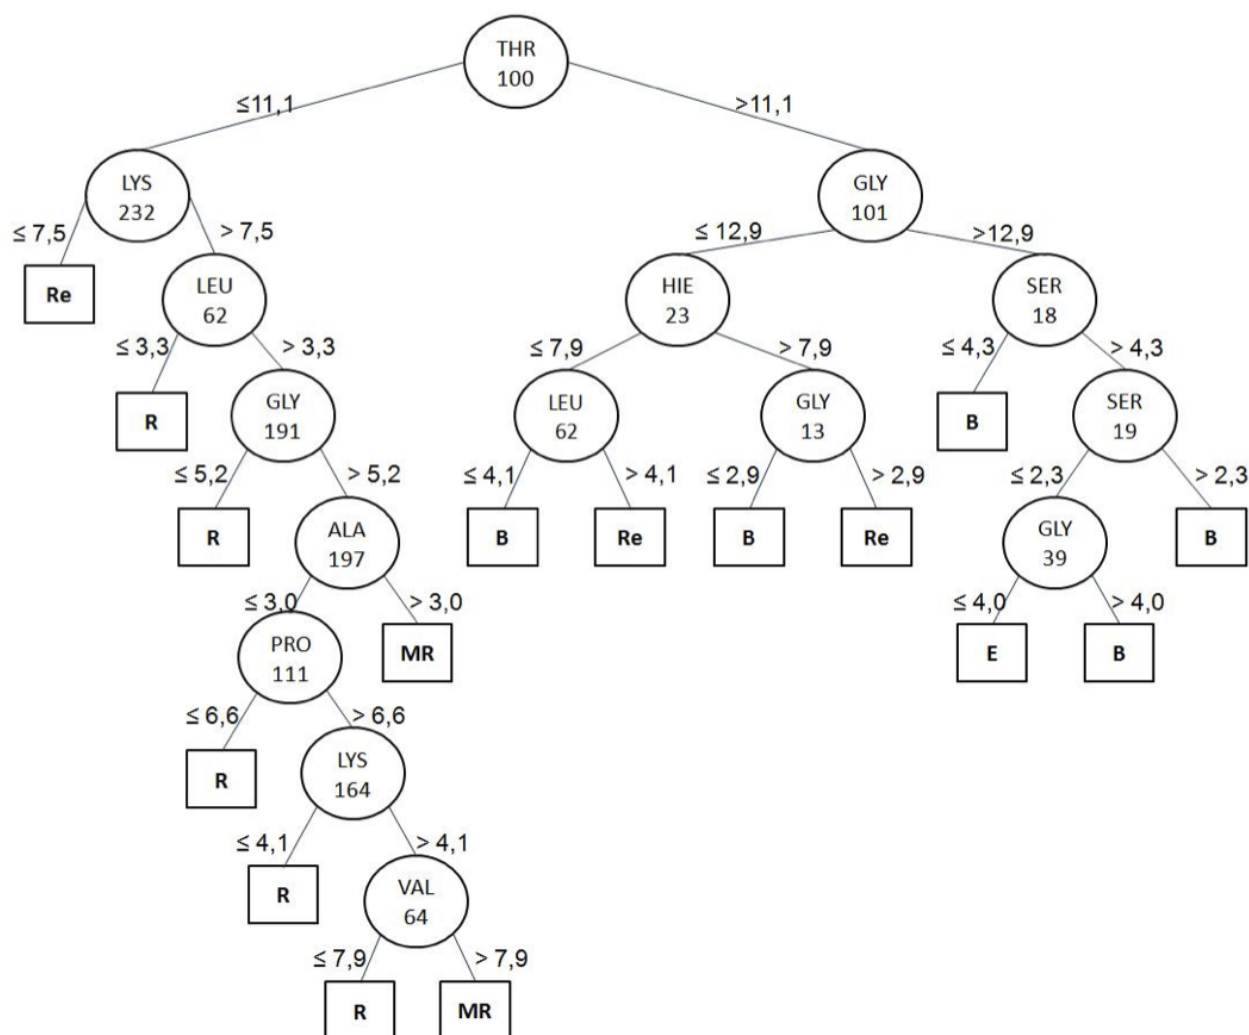 THR
100
≤11,1
>11,1
LYS
232
GLY
101
≤ 7,5
> 7,5
≤ 12,9
>12,9
Re
LEU
62
HIE
23
SER
18
≤ 3,3
> 3,3
≤ 7,9
> 7,9
≤ 4,3
> 4,3
R
GLY
191
LEU
62
GLY
13
B
SER
19
≤ 5,2
> 5,2
≤ 4,1
> 4,1
≤ 2,9
> 2,9
≤ 2,3
> 2,3
R
ALA
197
B
Re
B
Re
GLY
39
B
≤ 3,0
> 3,0
≤ 4,0
> 4,0
PRO
111
MR
E
B
≤ 6,6
> 6,6
R
LYS
164
≤ 4,1
> 4,1
R
VAL
64
≤ 7,9
> 7,9
R
MR